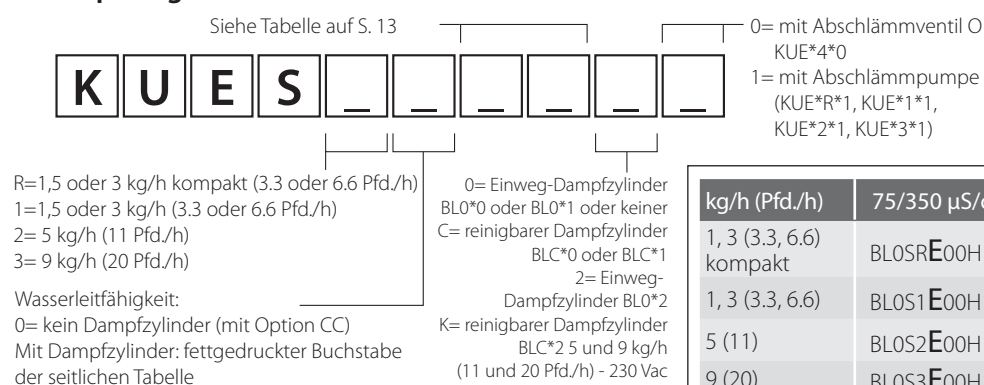 Siehe Tabelle auf S. 13
K U E S _ _ _ _ _ _
0= mit Abschlämmventil O
KUE*4*0
1= mit Abschlämmpumpe
(KUE*R*1, KUE*1*1,
KUE*2*1, KUE*3*1)
R=1,5 oder 3 kg/h kompakt (3.3 oder 6.6 Pfd./h)
1=1,5 oder 3 kg/h (3.3 oder 6.6 Pfd./h)
2= 5 kg/h (11 Pfd./h)
3= 9 kg/h (20 Pfd./h)
Wasserleitfähigkeit:
0= kein Dampfzylinder (mit Option CC)
Mit Dampfzylinder: fettgedruckter Buchstabe
der seitlichen Tabelle
0= Einweg-Dampfzylinder
BL0*0 oder BL0*1 oder keiner
C= reinigbarer Dampfzylinder
BLC*0 oder BLC*1
2= Einweg-
Dampfzylinder BL0*2
K= reinigbarer Dampfzylinder
BLC*2 5 und 9 kg/h
(11 und 20 Pfd./h) - 230 Vac
kg/h (Pfd./h) 75/350 µS/c
1, 3 (3.3, 6.6)
kompakt BL0SRE00H
1, 3 (3.3, 6.6) BL0S1E00H
5 (11) BL0S2E00H
9 (20) BL0S3E00H